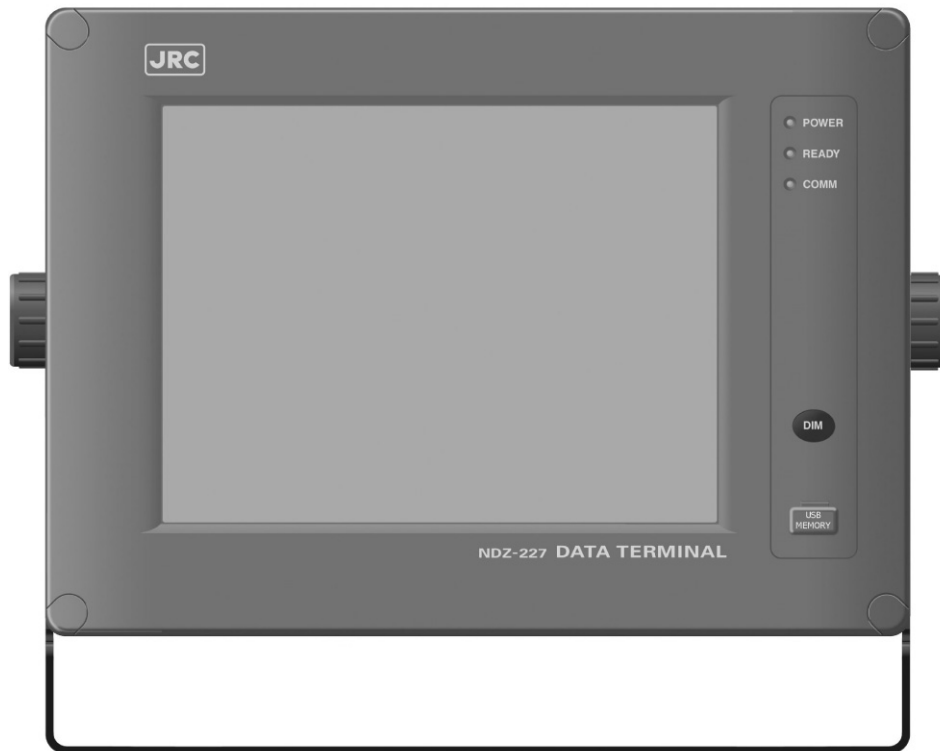 JRC
POWER
READY
COMM
DIM
USB
MEMORY
NDZ-227 DATA TERMINAL